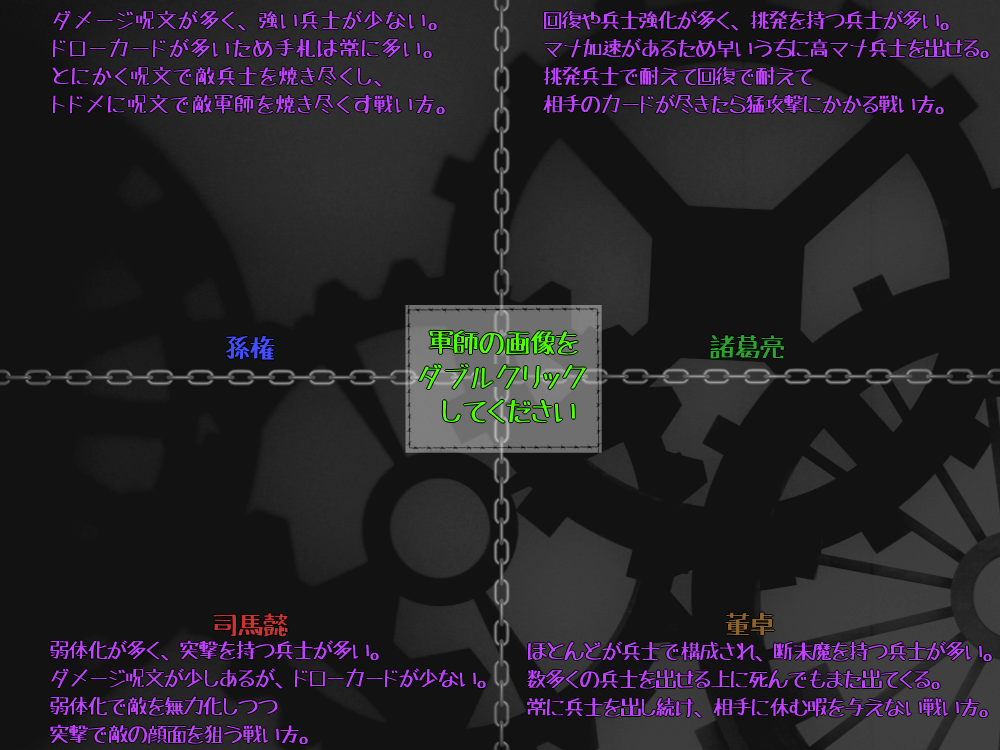 ダメージ呪文が多く、強い兵士が少ない。
ドローカードが多いため手札は常に多い。
とにかく呪文で敵兵士を焼き尽くし、
トドメに呪文で敵軍師を焼き尽くす戦い方。
孫権
回復や兵士強化が多く、挑発を持つ兵士が多い。
マナ加速があるため早いうちに高マナ兵士を出せる。
挑発兵士で耐えて回復で耐えて
相手のカードが尽きたら猛攻撃にかかる戦い方。
諸葛亮
軍師の画像を
ダブルクリック
してください
司馬懿
弱体化が多く、突撃を持つ兵士が多い。
ダメージ呪文が少しあるが、ドローカードが少ない。
弱体化で敵を無力化しつつ
突撃で敵の顔面を狙う戦い方。
董卓
ほとんどが兵士で構成され、断末魔を持つ兵士が多い。
数多くの兵士を出せる上に死んでもまた出てくる。
常に兵士を出し続け、相手に休む暇を与えない戦い方。